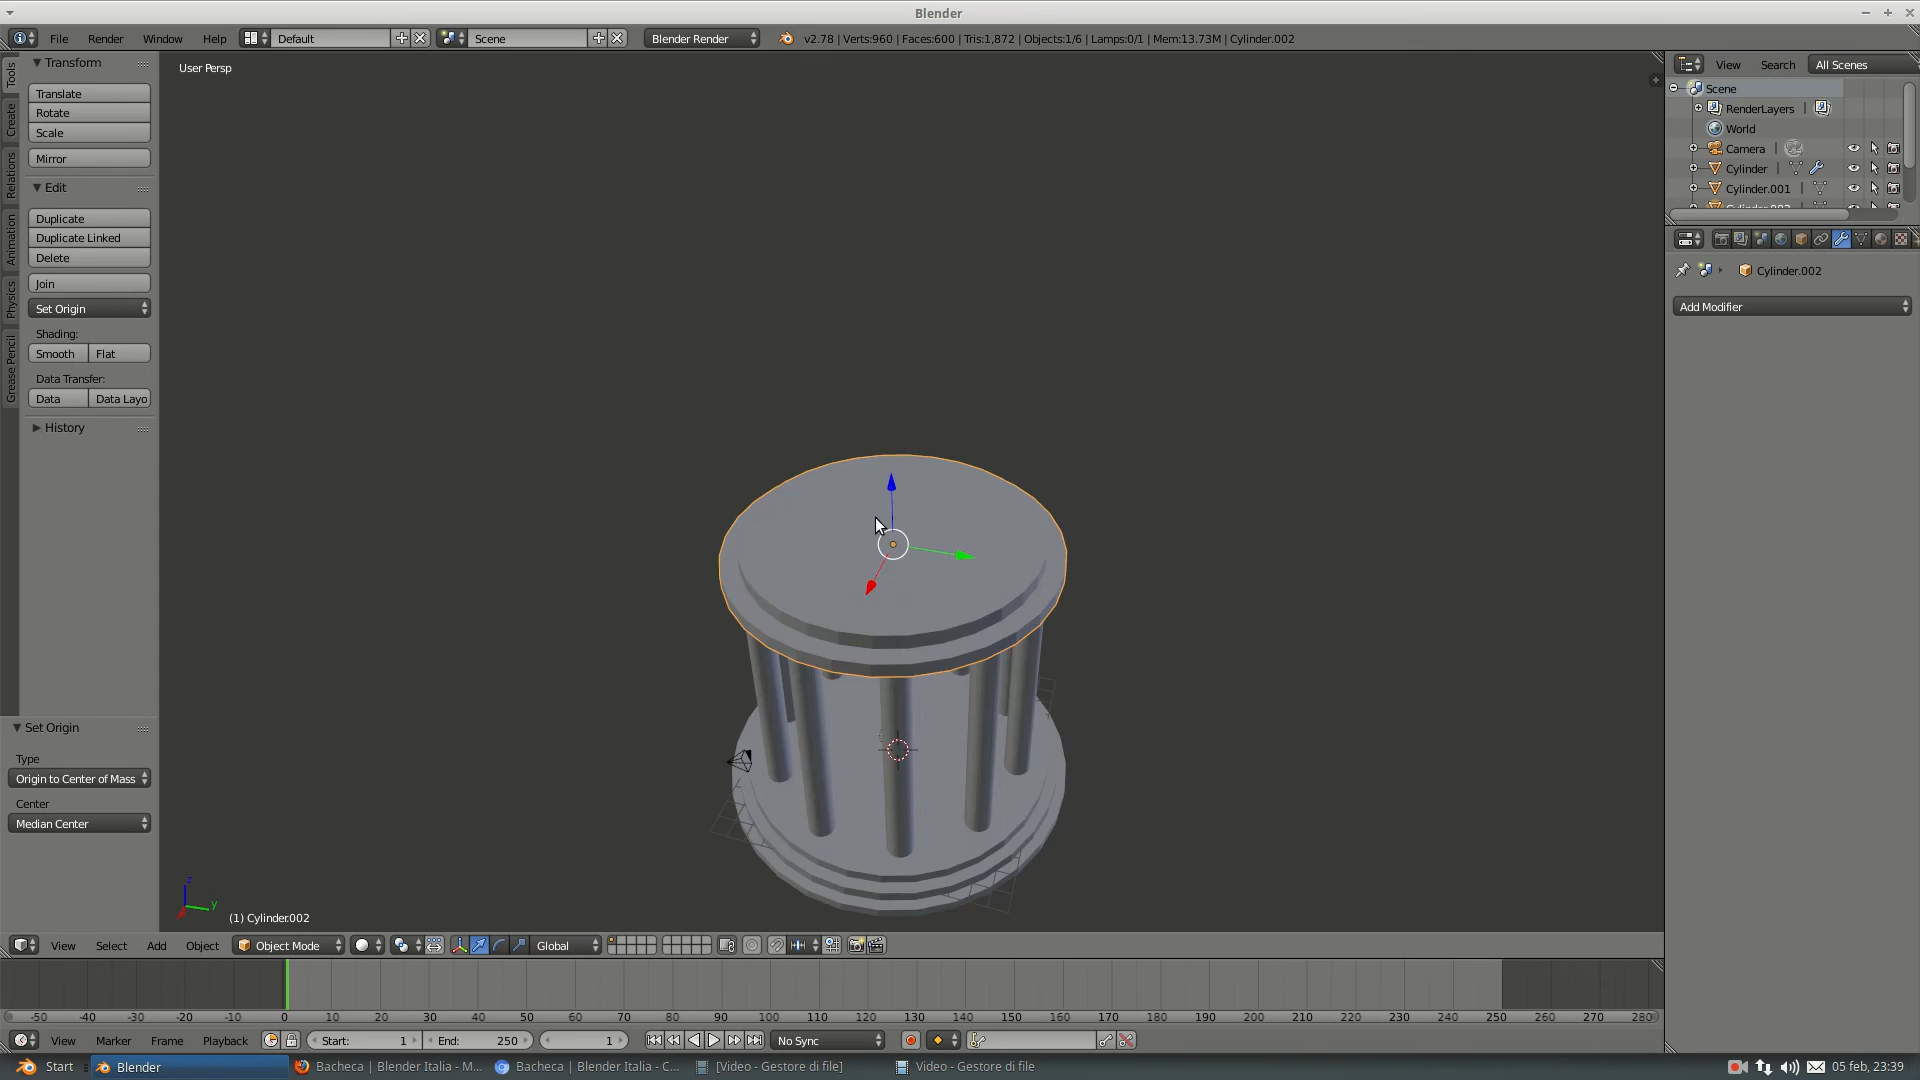 Blender
File Render Window Help Default Scene Blender Render v2.78 | Verts:960 | Faces:600 | Tris:1,872 | Objects:1/6 | Lamps:0/1 | Mem:13.73M | Cylinder.002
Tools
Create
Relations
Animation
Physics
Grease Pencil
Transform
Translate
Rotate
Scale
Mirror
Edit
Duplicate
Duplicate Linked
Delete
Join
Set Origin
Shading:
Smooth Flat
Data Transfer:
Data Data Layo
History
Set Origin
Type
Origin to Center of Mass
Center
Median Center
User Persp
z
y
(1) Cylinder.002
View Search All Scenes
Scene
RenderLayers |
World
Camera |
Cylinder |
Cylinder.001 |
Cylinder.002
Cylinder.002
Add Modifier
View Select Add Object Object Mode Global
-50 -40 -30 -20 -10 0 10 20 30 40 50 60 70 80 90 100 110 120 130 140 150 160 170 180 190 200 210 220 230 240 250 260 270 280
View Marker Frame Playback Start: 1 End: 250 1 No Sync
Start Blender Bacheca | Blender Italia - M... Bacheca | Blender Italia - C... [Video - Gestore di file] Video - Gestore di file 05 feb, 23:39